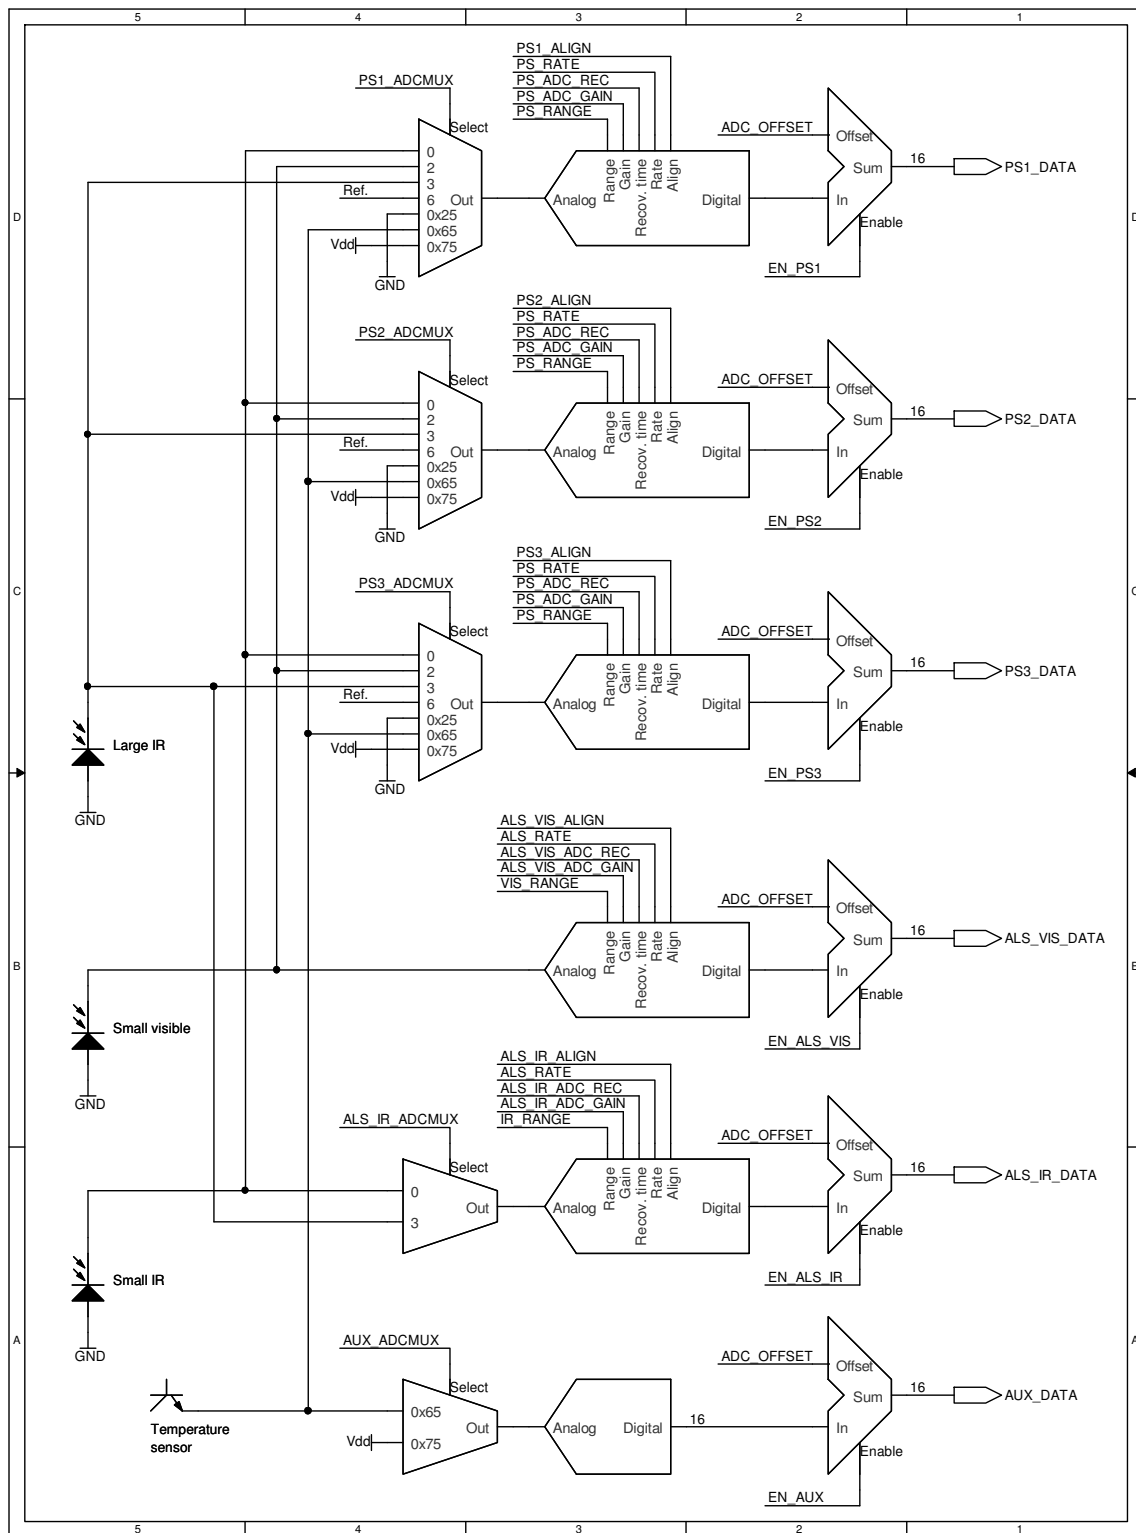 5 4 3 2 1
PS1_ALIGN
PS_RATE
PS_ADC_REC
PS_ADC_GAIN
PS_RANGE
PS1_ADCMUX
Select
0
2
3
Ref. 6 Out
0x25
0x65
Vdd 0x75
GND
Analog Range Gain Recov. time Rate Align Digital
ADC_OFFSET Offset
Sum 16 PS1_DATA
In
Enable
EN_PS1
D D
PS2_ALIGN
PS_RATE
PS_ADC_REC
PS_ADC_GAIN
PS_RANGE
PS2_ADCMUX
Select
0
2
3
Ref. 6 Out
0x25
0x65
Vdd 0x75
GND
Analog Range Gain Recov. time Rate Align Digital
ADC_OFFSET Offset
Sum 16 PS2_DATA
In
Enable
EN_PS2
PS3_ALIGN
PS_RATE
PS_ADC_REC
PS_ADC_GAIN
PS_RANGE
C C
PS3_ADCMUX
Select
0
2
3
Ref. 6 Out
0x25
0x65
Vdd 0x75
GND
Analog Range Gain Recov. time Rate Align Digital
ADC_OFFSET Offset
Sum 16 PS3_DATA
In
Enable
EN_PS3
Large IR
GND
ALS_VIS_ALIGN
ALS_RATE
ALS_VIS_ADC_REC
ALS_VIS_ADC_GAIN
VIS_RANGE
Analog Range Gain Recov. time Rate Align Digital
ADC_OFFSET Offset
Sum 16 ALS_VIS_DATA
In
Enable
EN_ALS_VIS
B B
Small visible
GND
ALS_IR_ALIGN
ALS_RATE
ALS_IR_ADC_REC
ALS_IR_ADC_GAIN
IR_RANGE
ALS_IR_ADCMUX
Select
0
Out
3
Analog Range Gain Recov. time Rate Align Digital
ADC_OFFSET Offset
Sum 16 ALS_IR_DATA
In
Enable
EN_ALS_IR
Small IR
GND
A A
AUX_ADCMUX
Select
0x65
Out
Vdd 0x75
Temperature
sensor
Analog Digital 16
ADC_OFFSET Offset
Sum 16 AUX_DATA
In
Enable
EN_AUX
5 4 3 2 1